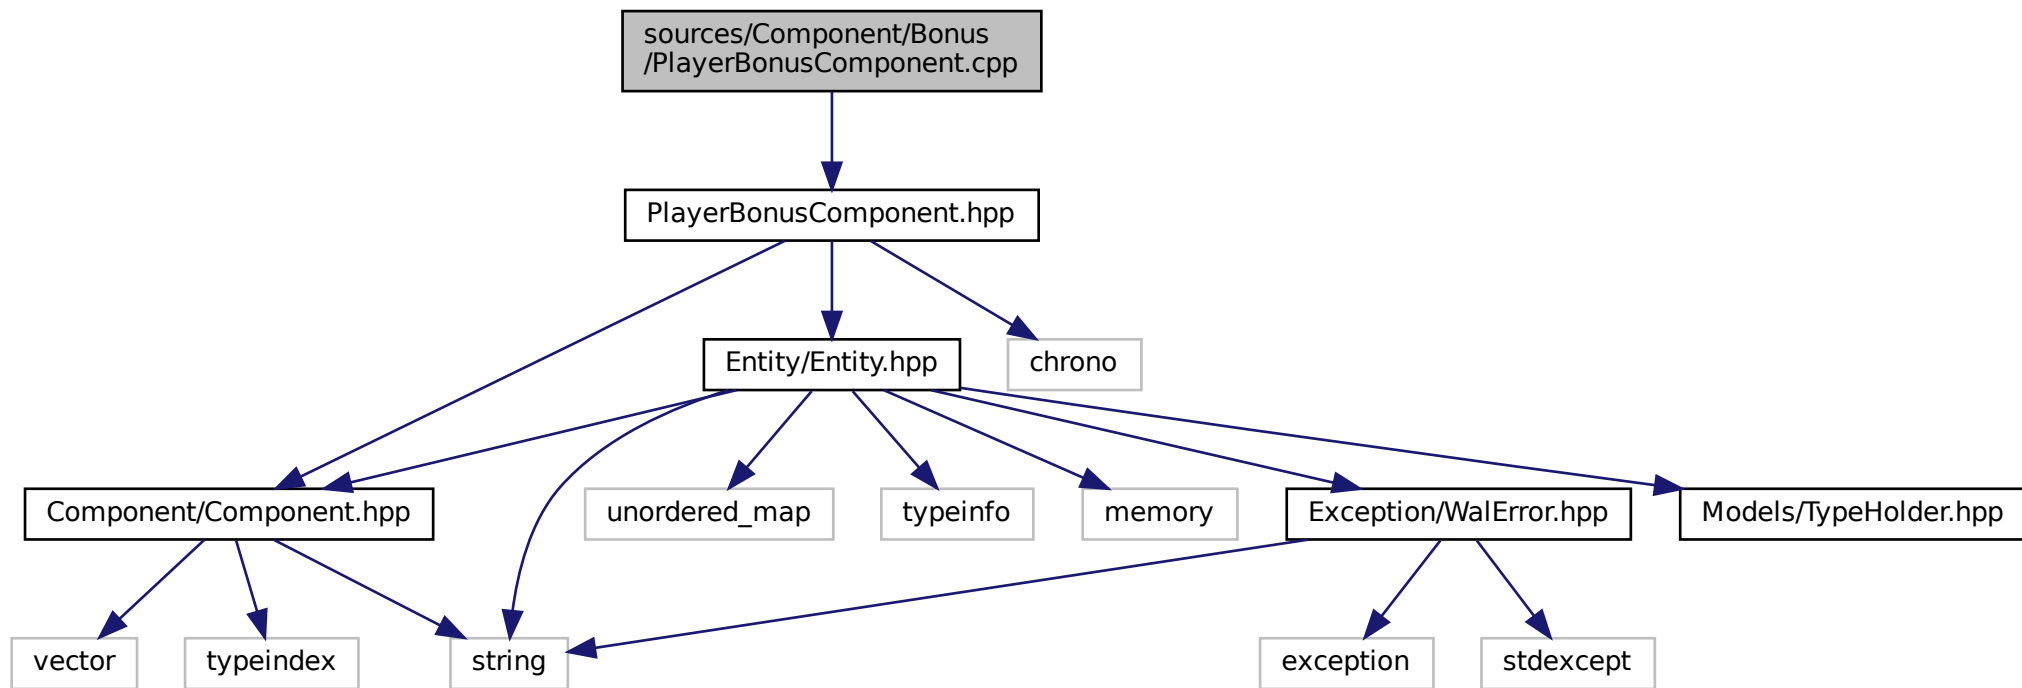 sources/Component/Bonus
/PlayerBonusComponent.cpp
PlayerBonusComponent.hpp
Entity/Entity.hpp
chrono
Component/Component.hpp
unordered_map
typeinfo
memory
Exception/WalError.hpp
Models/TypeHolder.hpp
vector
typeindex
string
exception
stdexcept